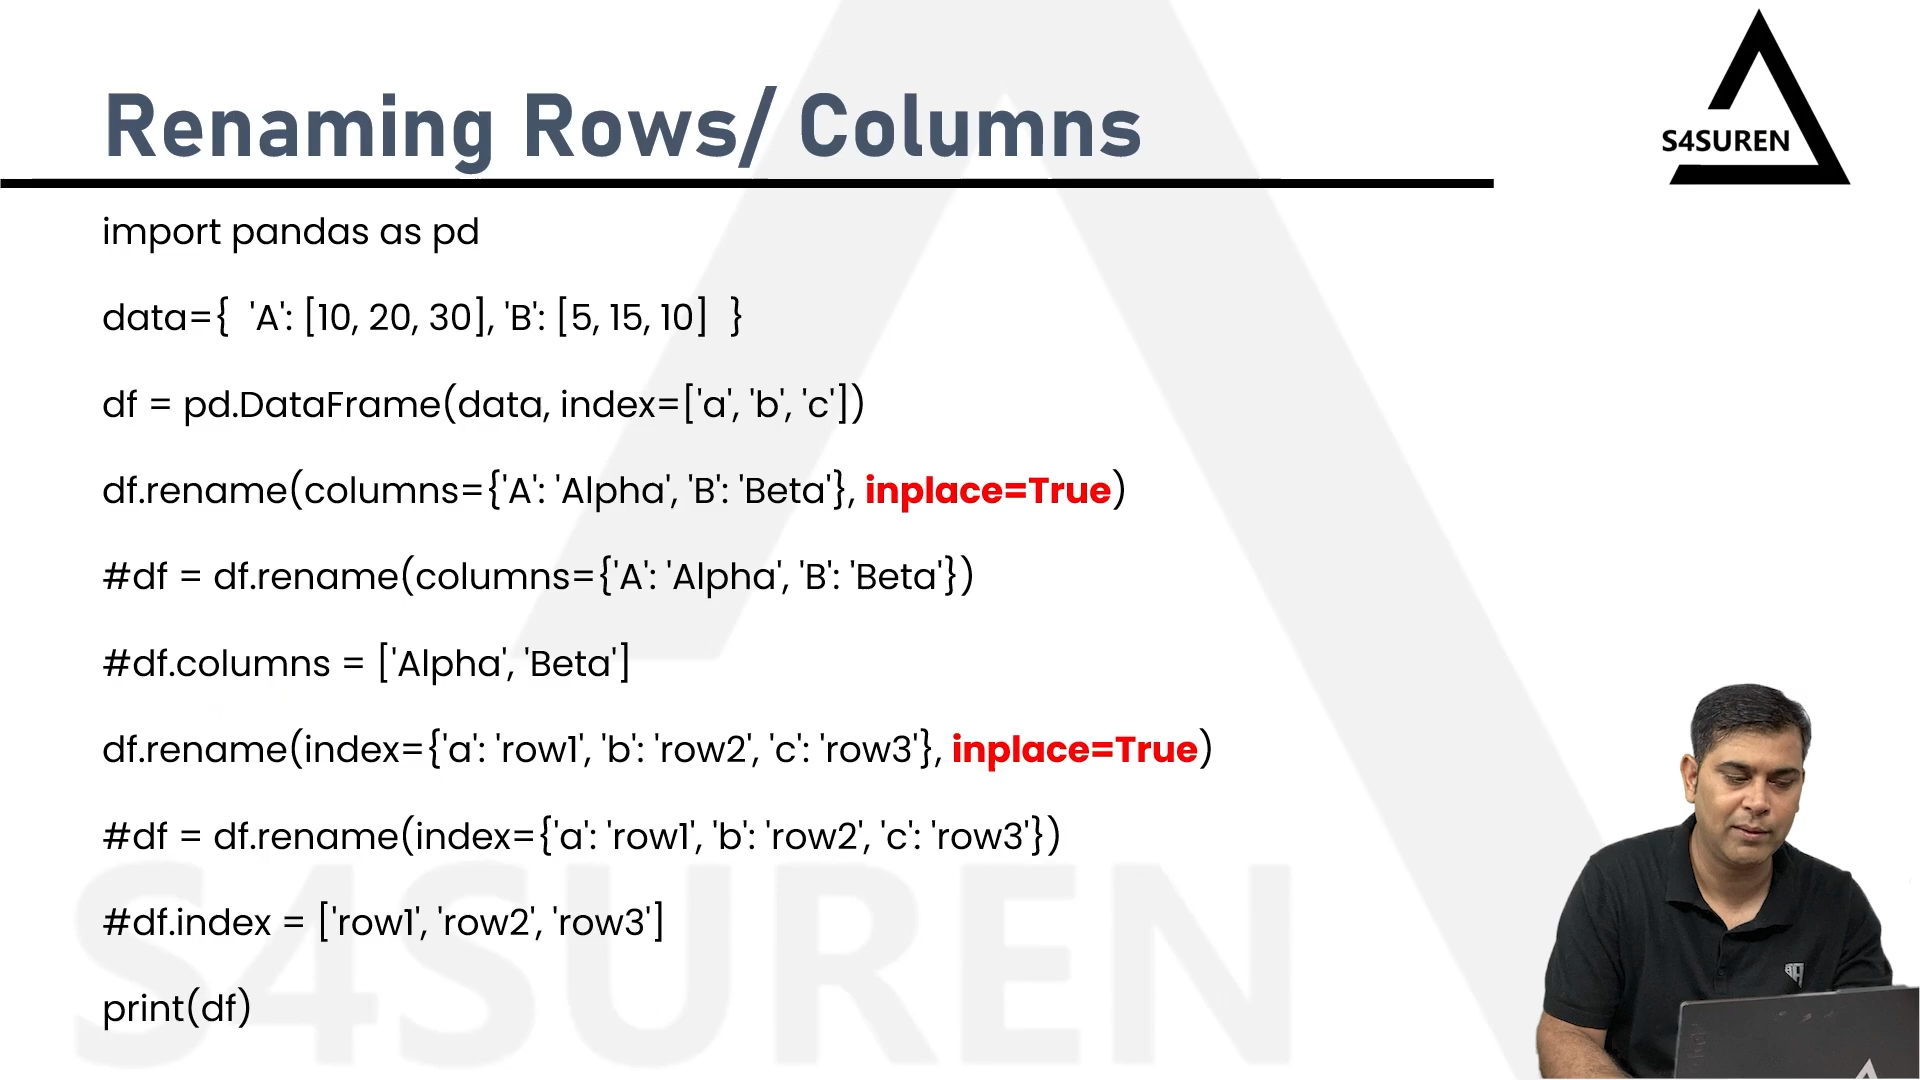 Renaming Rows/ Columns
S4SUREN
import pandas as pd
data={  'A': [10, 20, 30], 'B': [5, 15, 10]  }
df = pd.DataFrame(data, index=['a', 'b', 'c'])
df.rename(columns={'A': 'Alpha', 'B': 'Beta'}, inplace=True)
#df = df.rename(columns={'A': 'Alpha', 'B': 'Beta'})
#df.columns = ['Alpha', 'Beta']
df.rename(index={'a': 'row1', 'b': 'row2', 'c': 'row3'}, inplace=True)
#df = df.rename(index={'a': 'row1', 'b': 'row2', 'c': 'row3'})
#df.index = ['row1', 'row2', 'row3']
print(df)
S4SUREN